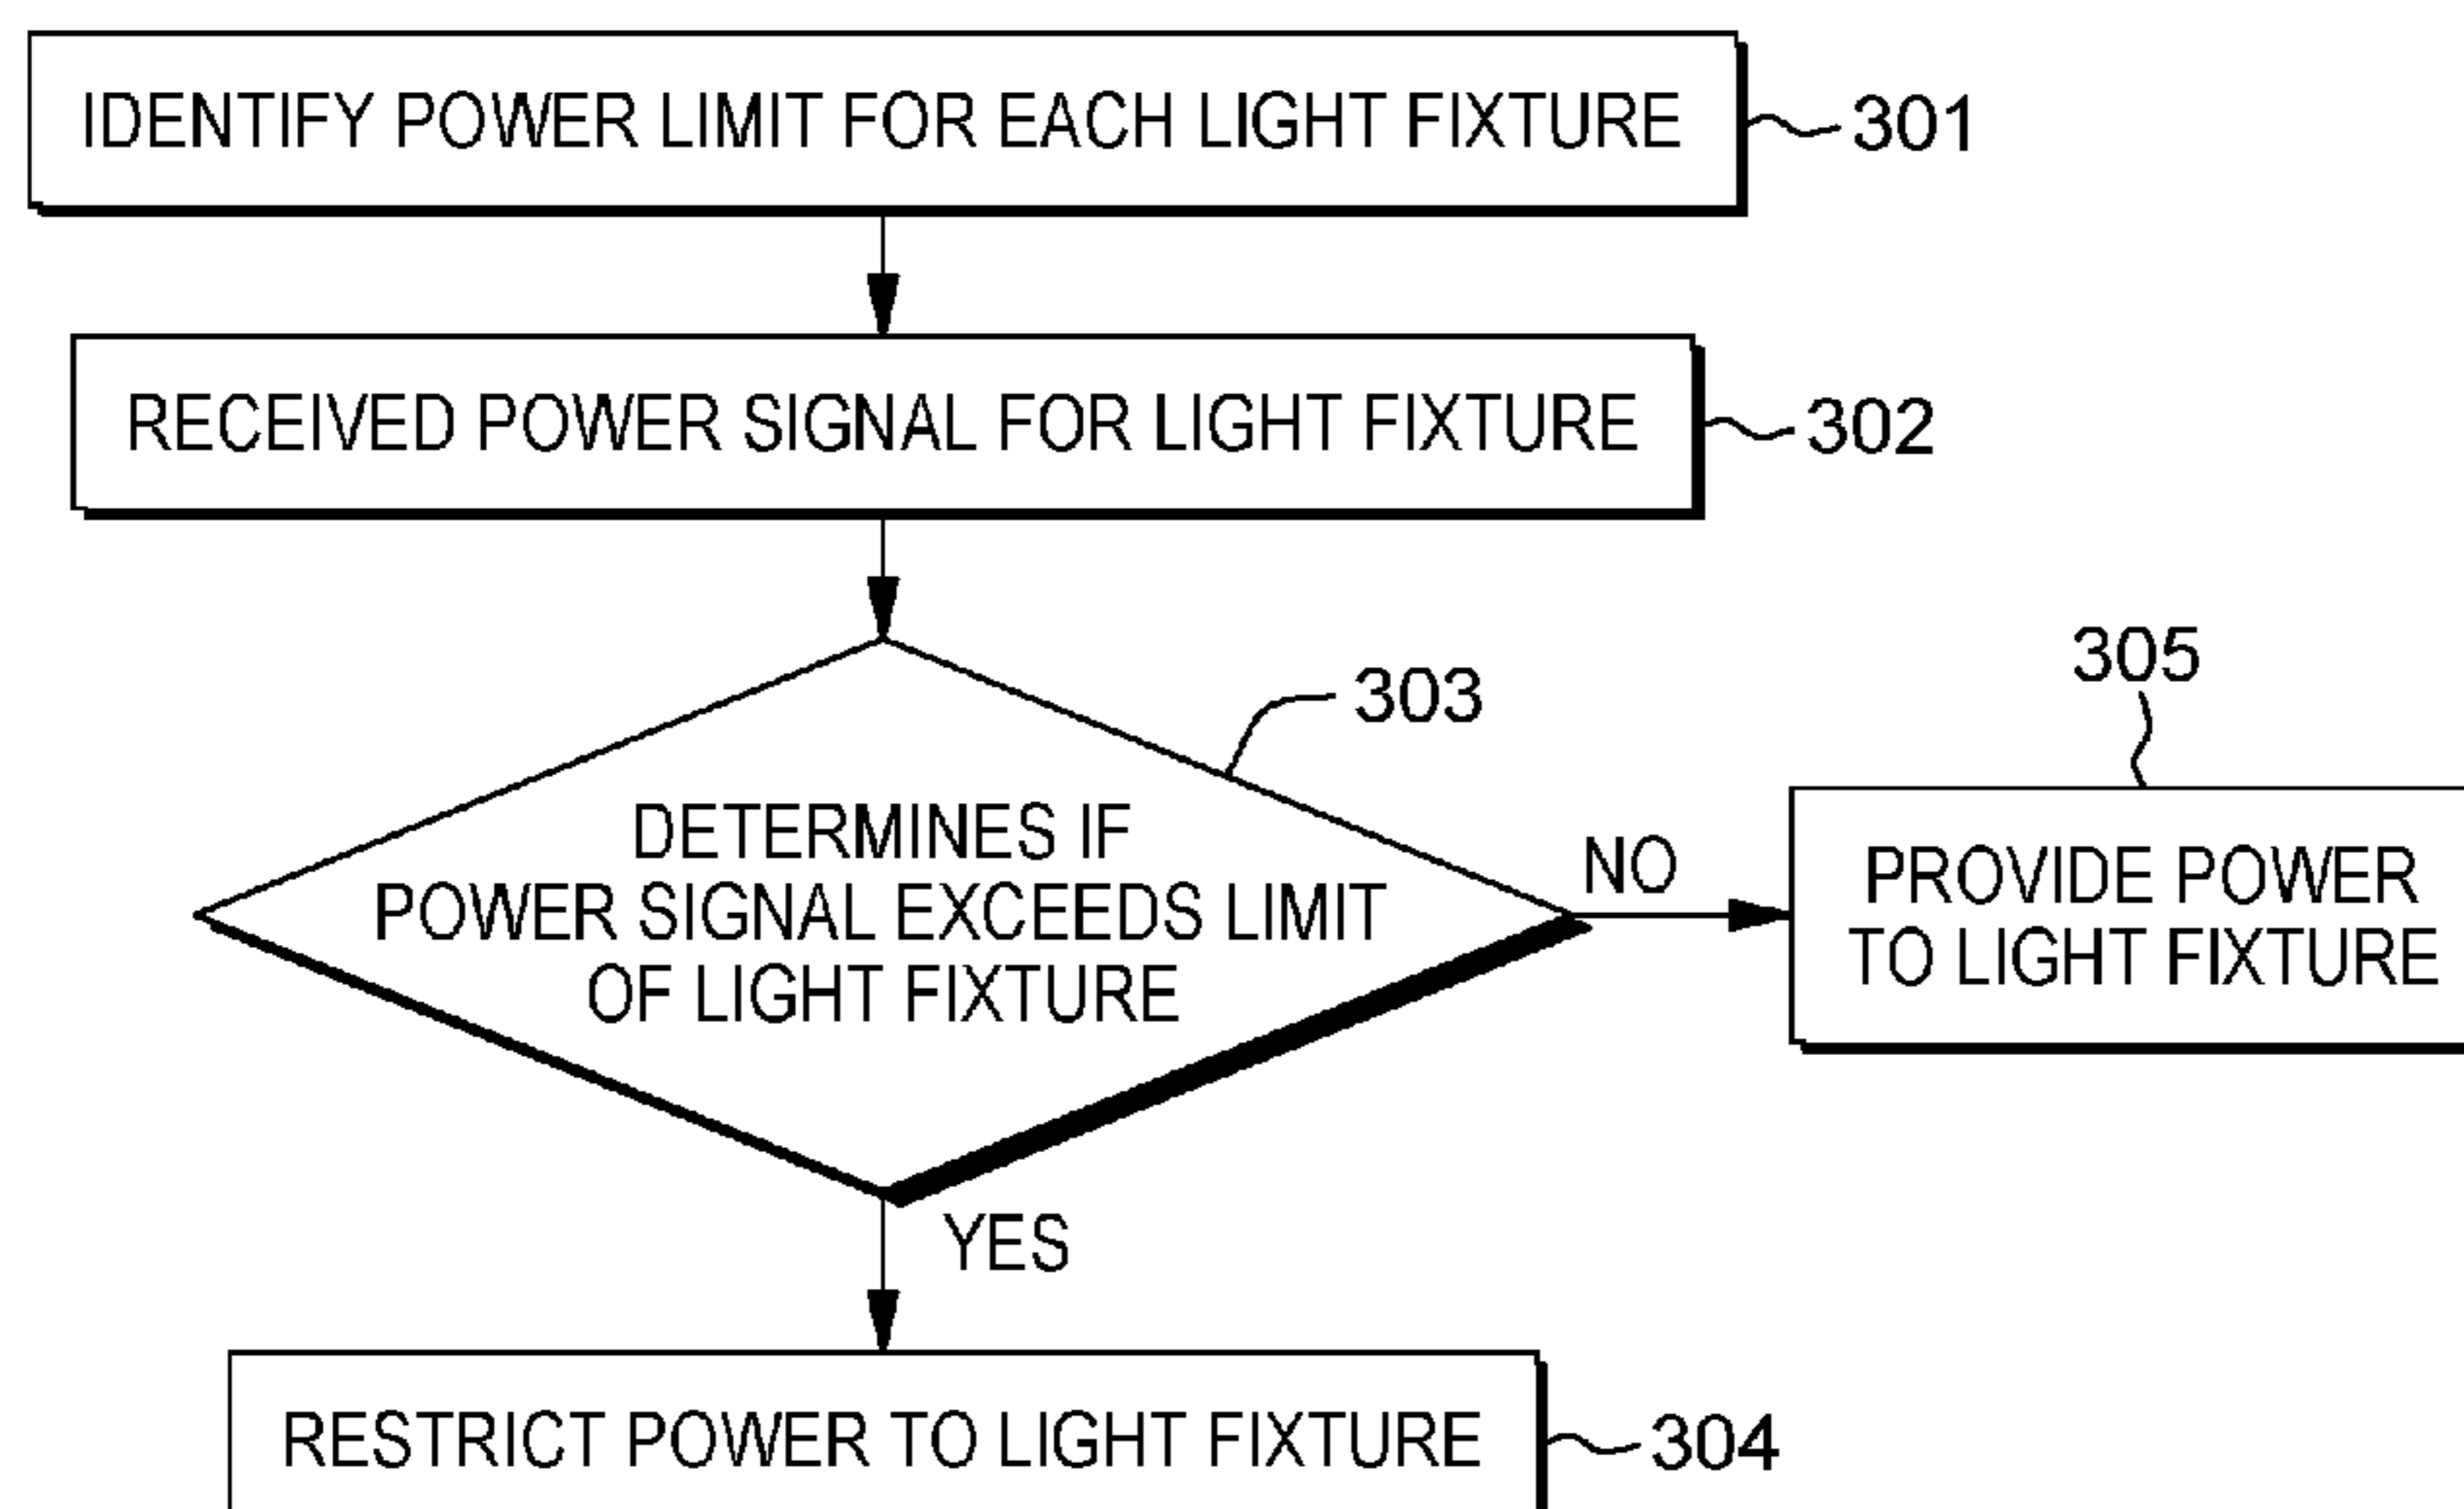 IDENTIFY POWER LIMIT FOR EACH LIGHT FIXTURE
301
RECEIVED POWER SIGNAL FOR LIGHT FIXTURE
302
303
DETERMINES IF
POWER SIGNAL EXCEEDS LIMIT
OF LIGHT FIXTURE
NO
305
PROVIDE POWER
TO LIGHT FIXTURE
YES
RESTRICT POWER TO LIGHT FIXTURE
304